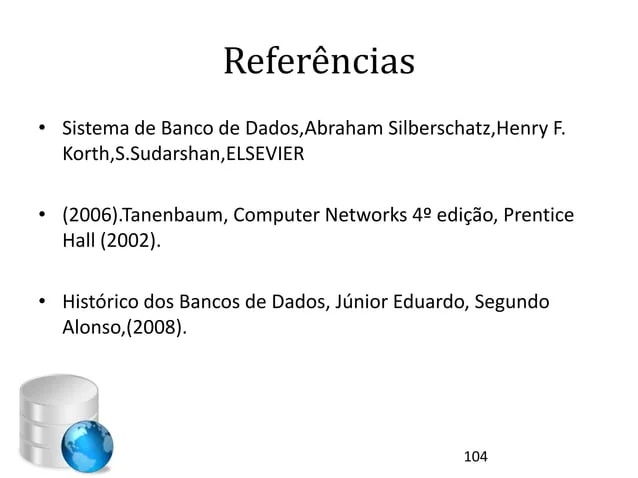 Referências
• Sistema de Banco de Dados,Abraham Silberschatz,Henry F.
Korth,S.Sudarshan,ELSEVIER
• (2006).Tanenbaum, Computer Networks 4º edição, Prentice
Hall (2002).
• Histórico dos Bancos de Dados, Júnior Eduardo, Segundo
Alonso,(2008).
104